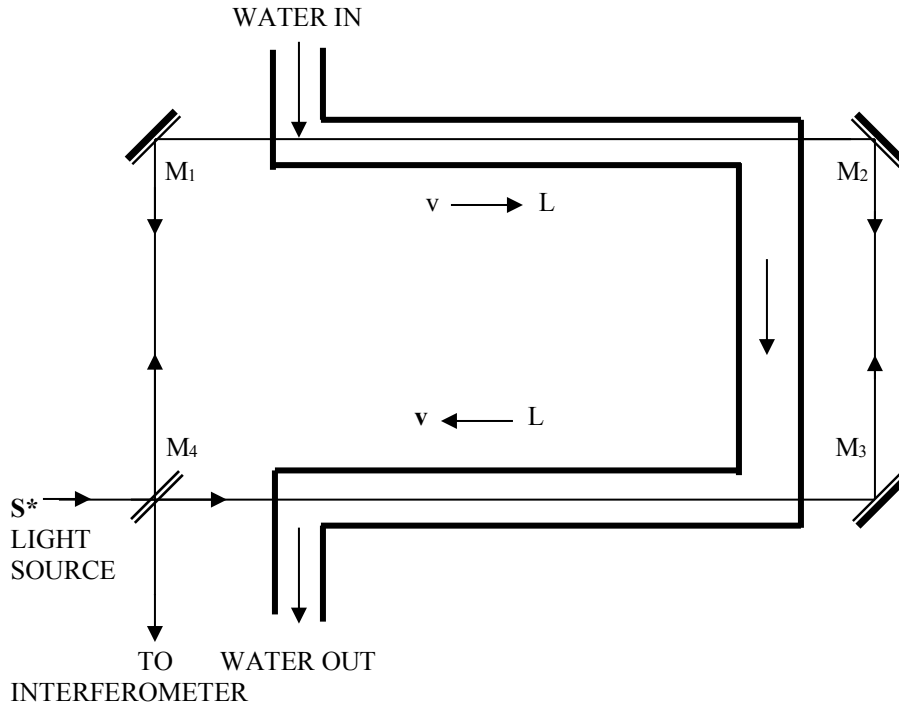 WATER IN
M1
M2
v L
v L
M4
M3
S*
LIGHT
SOURCE
TO
INTERFEROMETER
WATER OUT